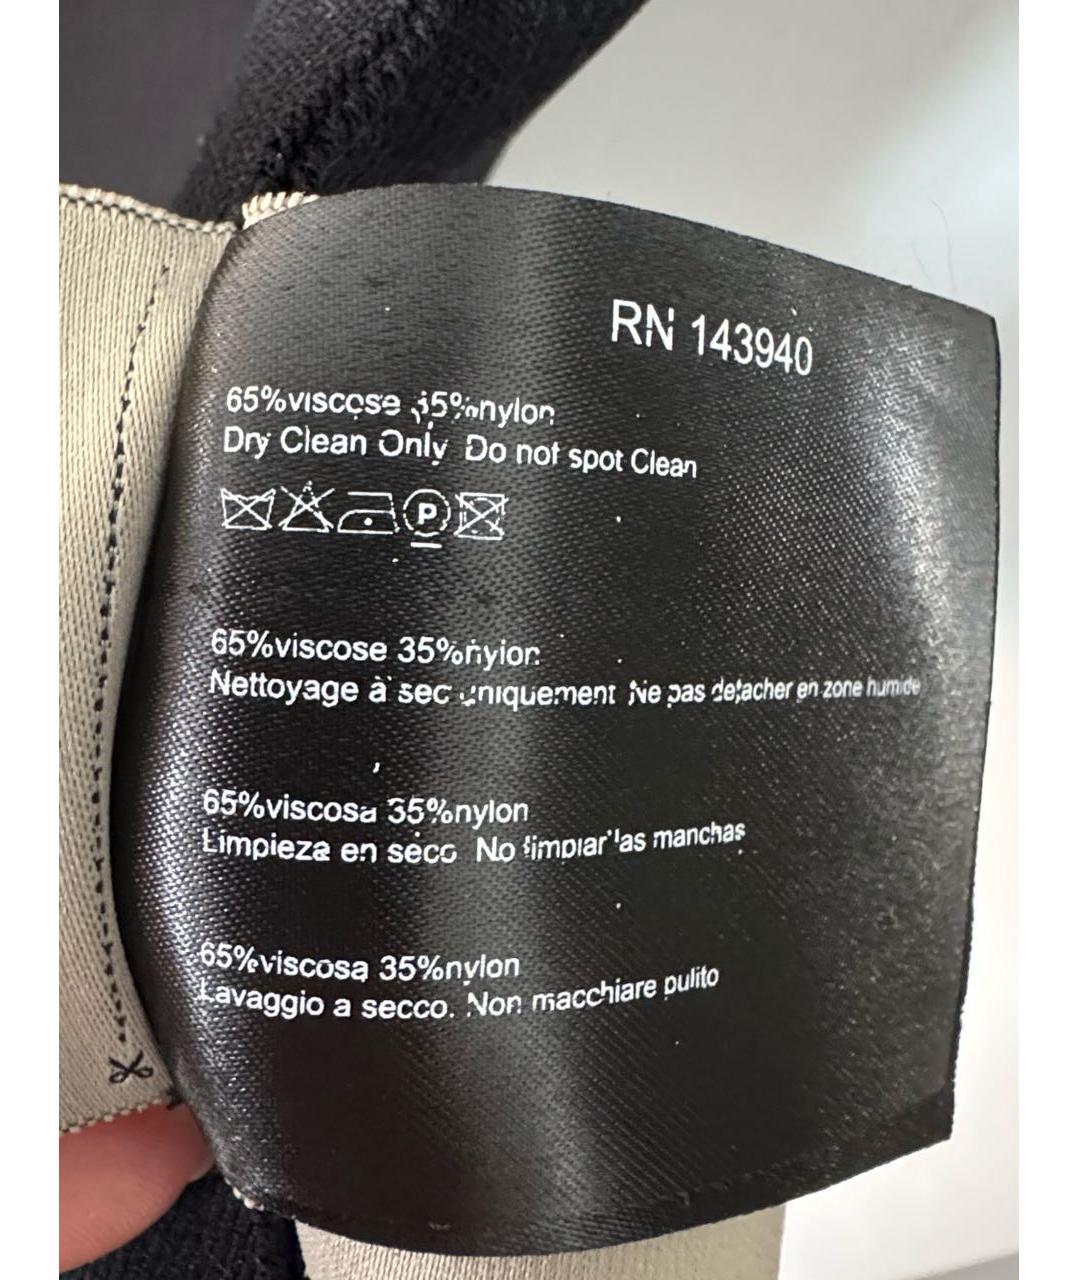 RN 143940
65%viscose 35%nylon
Dry Clean Only Do not spot Clean
P
65%viscose 35%nylon
Nettoyage à sec uniquement Ne pas detacher en zone humide
65%viscosa 35%nylon
Limpieza en seco No limpiar las manchas
65%viscosa 35%nylon
Lavaggio a secco. Non macchiare pulito